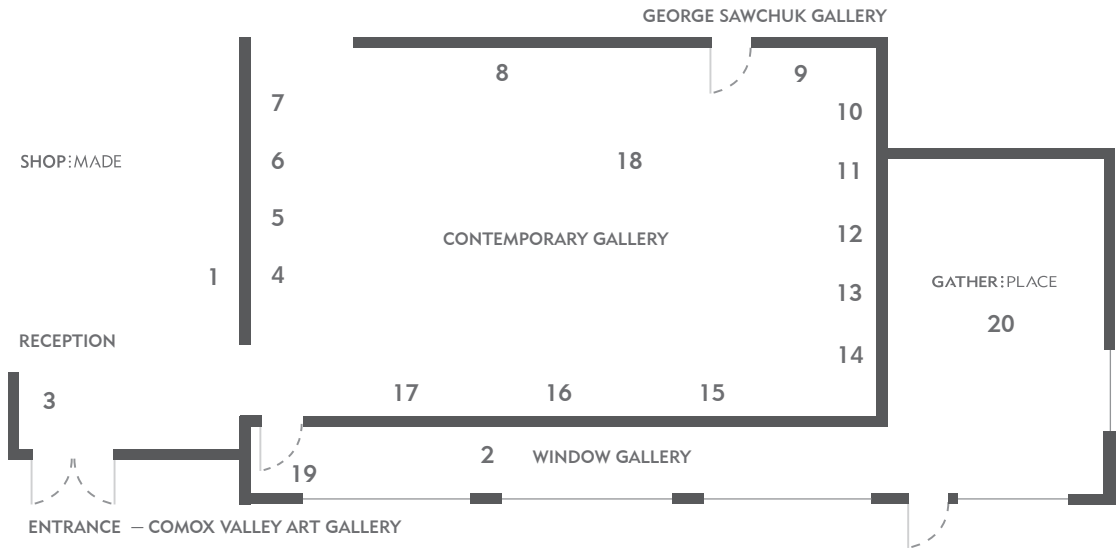 GEORGE SAWCHUK GALLERY
8
9
7
10
SHOP⋮MADE
6
18
11
5
CONTEMPORARY GALLERY
12
1
4
GATHER⋮PLACE
13
20
RECEPTION
14
3
17
16
15
2
WINDOW GALLERY
19
ENTRANCE – COMOX VALLEY ART GALLERY